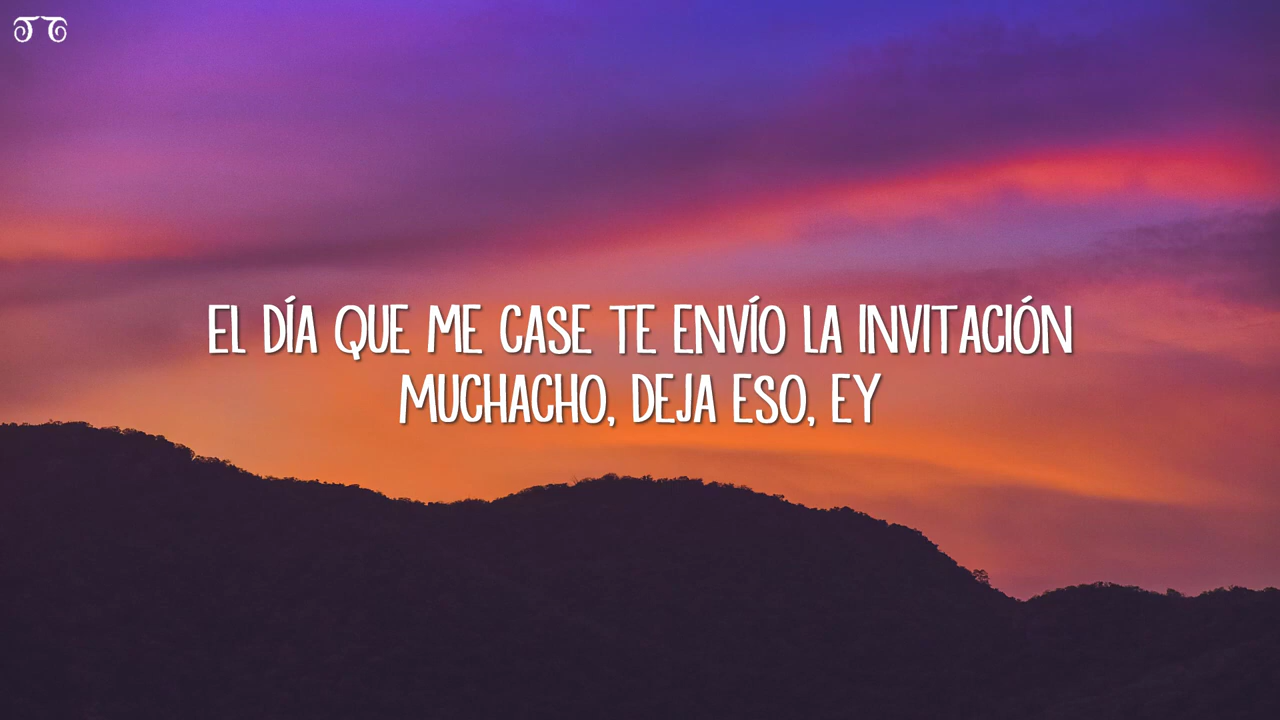 EL DÍA QUE ME CASE TE ENVÍO LA INVITACIÓN
MUCHACHO, DEJA ESO, EY